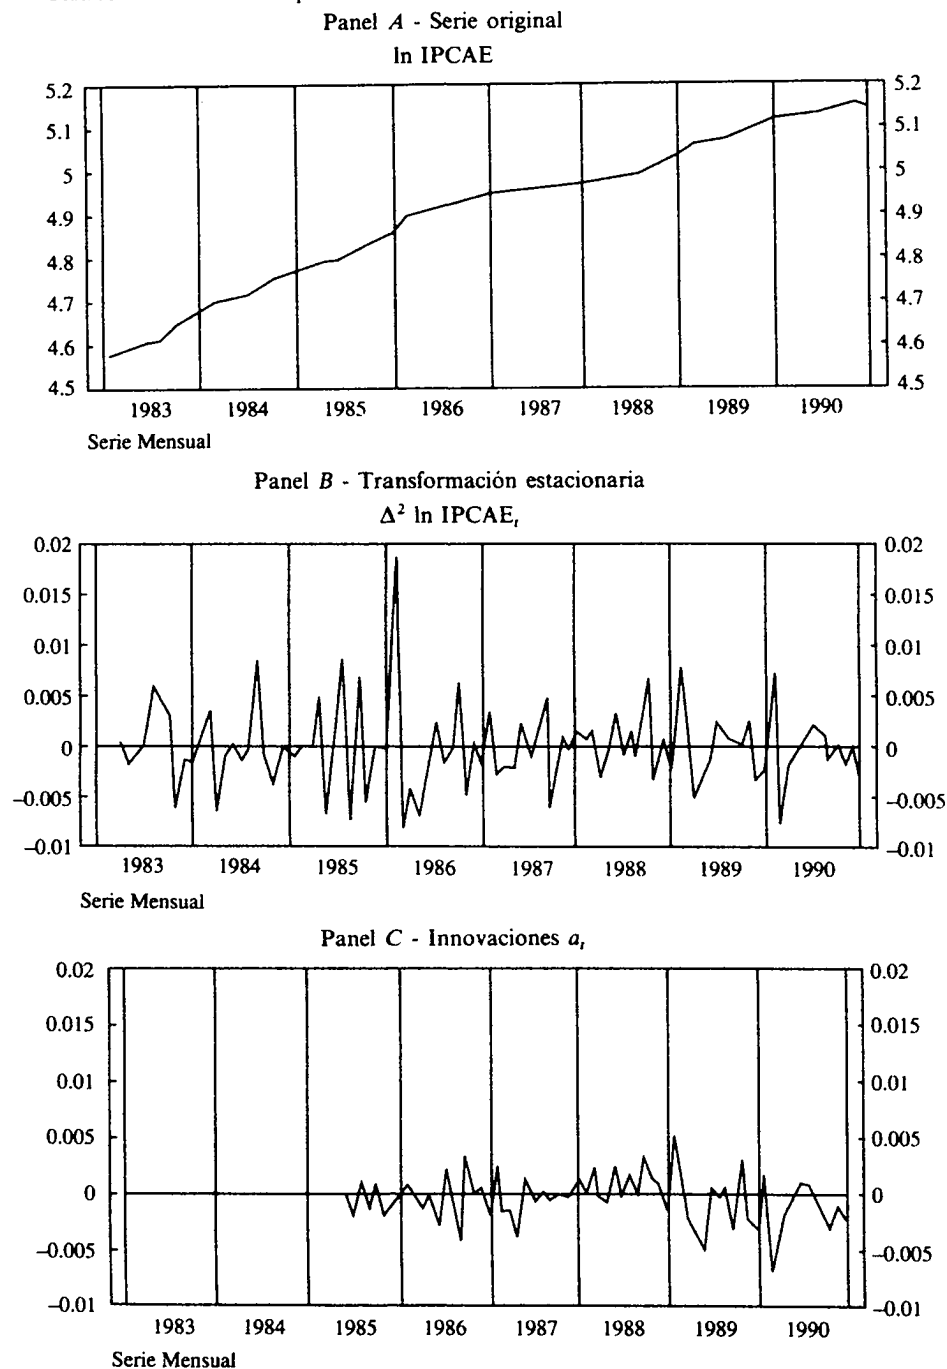 Panel A - Serie original
ln IPCAE
5.2 5.2
5.1 5.1
5 5
4.9 4.9
4.8 4.8
4.7 4.7
4.6 4.6
4.5 4.5
1983 1984 1985 1986 1987 1988 1989 1990
Serie Mensual
Panel B - Transformación estacionaria
Δ² ln IPCAEₜ
0.02 0.02
0.015 0.015
0.01 0.01
0.005 0.005
0 0
−0.005 −0.005
−0.01 −0.01
1983 1984 1985 1986 1987 1988 1989 1990
Serie Mensual
Panel C - Innovaciones aₜ
0.02 0.02
0.015 0.015
0.01 0.01
0.005 0.005
0 0
−0.005 −0.005
−0.01 −0.01
1983 1984 1985 1986 1987 1988 1989 1990
Serie Mensual